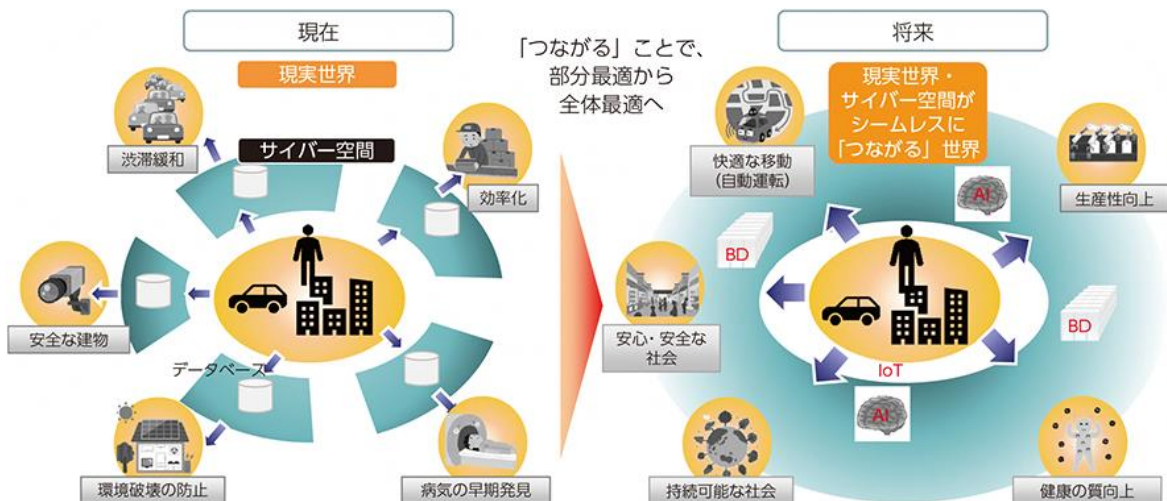 現在
現実世界
サイバー空間
渋滞緩和
効率化
安全な建物
データベース
環境破壊の防止
病気の早期発見
「つながる」ことで、
部分最適から
全体最適へ
将来
現実世界・
サイバー空間が
シームレスに
「つながる」世界
快適な移動
(自動運転)
AI
生産性向上
BD
安心・安全な
社会
BD
IoT
AI
持続可能な社会
健康の質向上